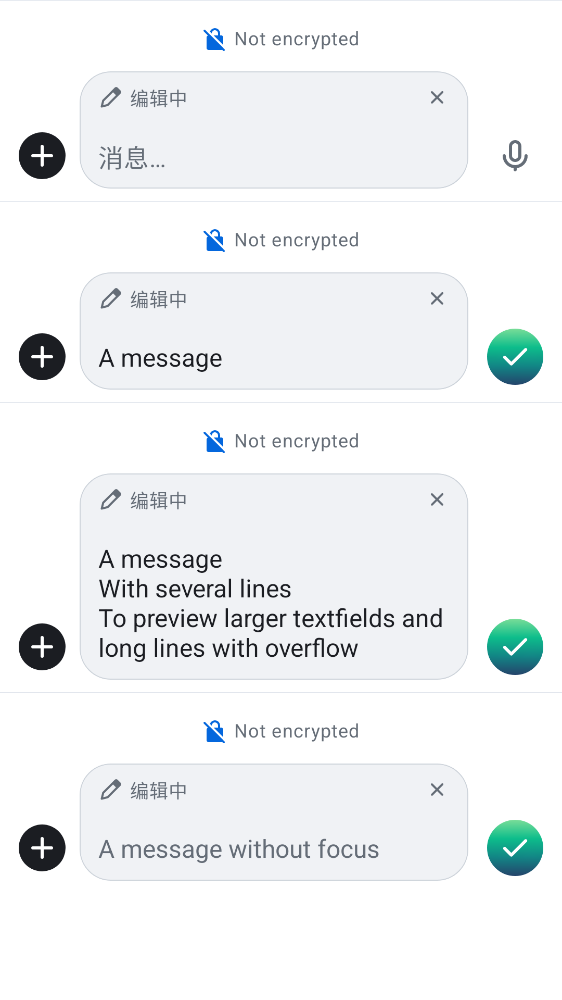 Not encrypted
编辑中
消息…
Not encrypted
编辑中
A message
Not encrypted
编辑中
A message
With several lines
To preview larger textfields and
long lines with overflow
Not encrypted
编辑中
A message without focus